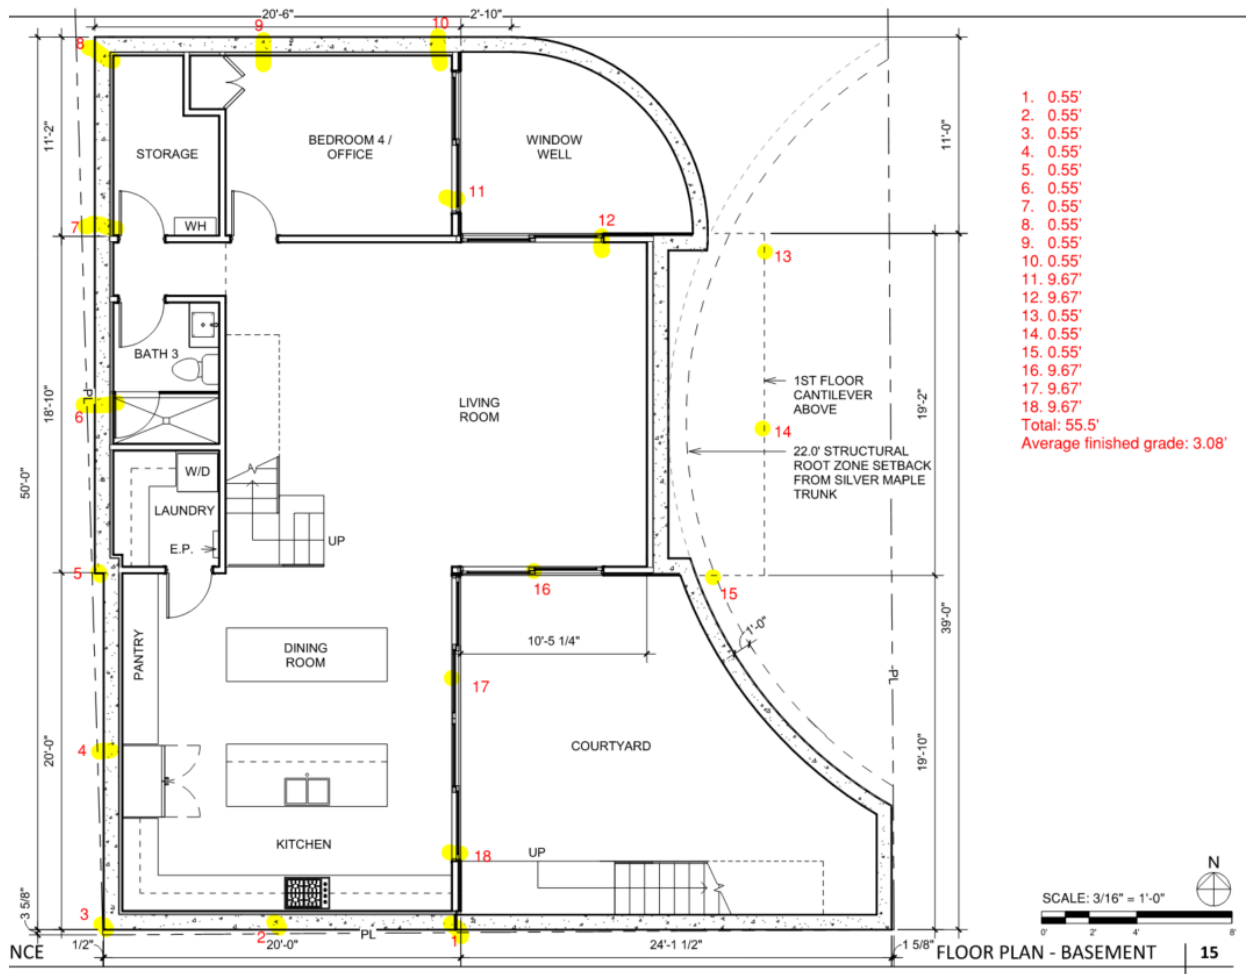 20'-6"
2'-10"
8
9
10
11'-2"
11'-0"
STORAGE
BEDROOM 4 /
OFFICE
WINDOW
WELL
11
7
WH
12
13
1. 0.55'
2. 0.55'
3. 0.55'
4. 0.55'
5. 0.55'
6. 0.55'
7. 0.55'
8. 0.55'
9. 0.55'
10. 0.55'
11. 9.67'
12. 9.67'
13. 0.55'
14. 0.55'
15. 0.55'
16. 9.67'
17. 9.67'
18. 9.67'
Total: 55.5'
Average finished grade: 3.08'
BATH 3
PL
6
18'-10"
LIVING
ROOM
1ST FLOOR
CANTILEVER
ABOVE
19'-2"
14
22.0' STRUCTURAL
ROOT ZONE SETBACK
FROM SILVER MAPLE
TRUNK
50'-0"
W/D
LAUNDRY
E.P.
UP
5
16
15
39'-0"
1'-0"
10'-5 1/4"
PANTRY
DINING
ROOM
17
PL
4
20'-0"
COURTYARD
19'-10"
KITCHEN
18
UP
N
3 5/8"
3
SCALE: 3/16" = 1'-0"
0' 2' 4' 8'
PL
2
1
NCE
1/2"
20'-0"
24'-1 1/2"
1 5/8"
FLOOR PLAN - BASEMENT
15